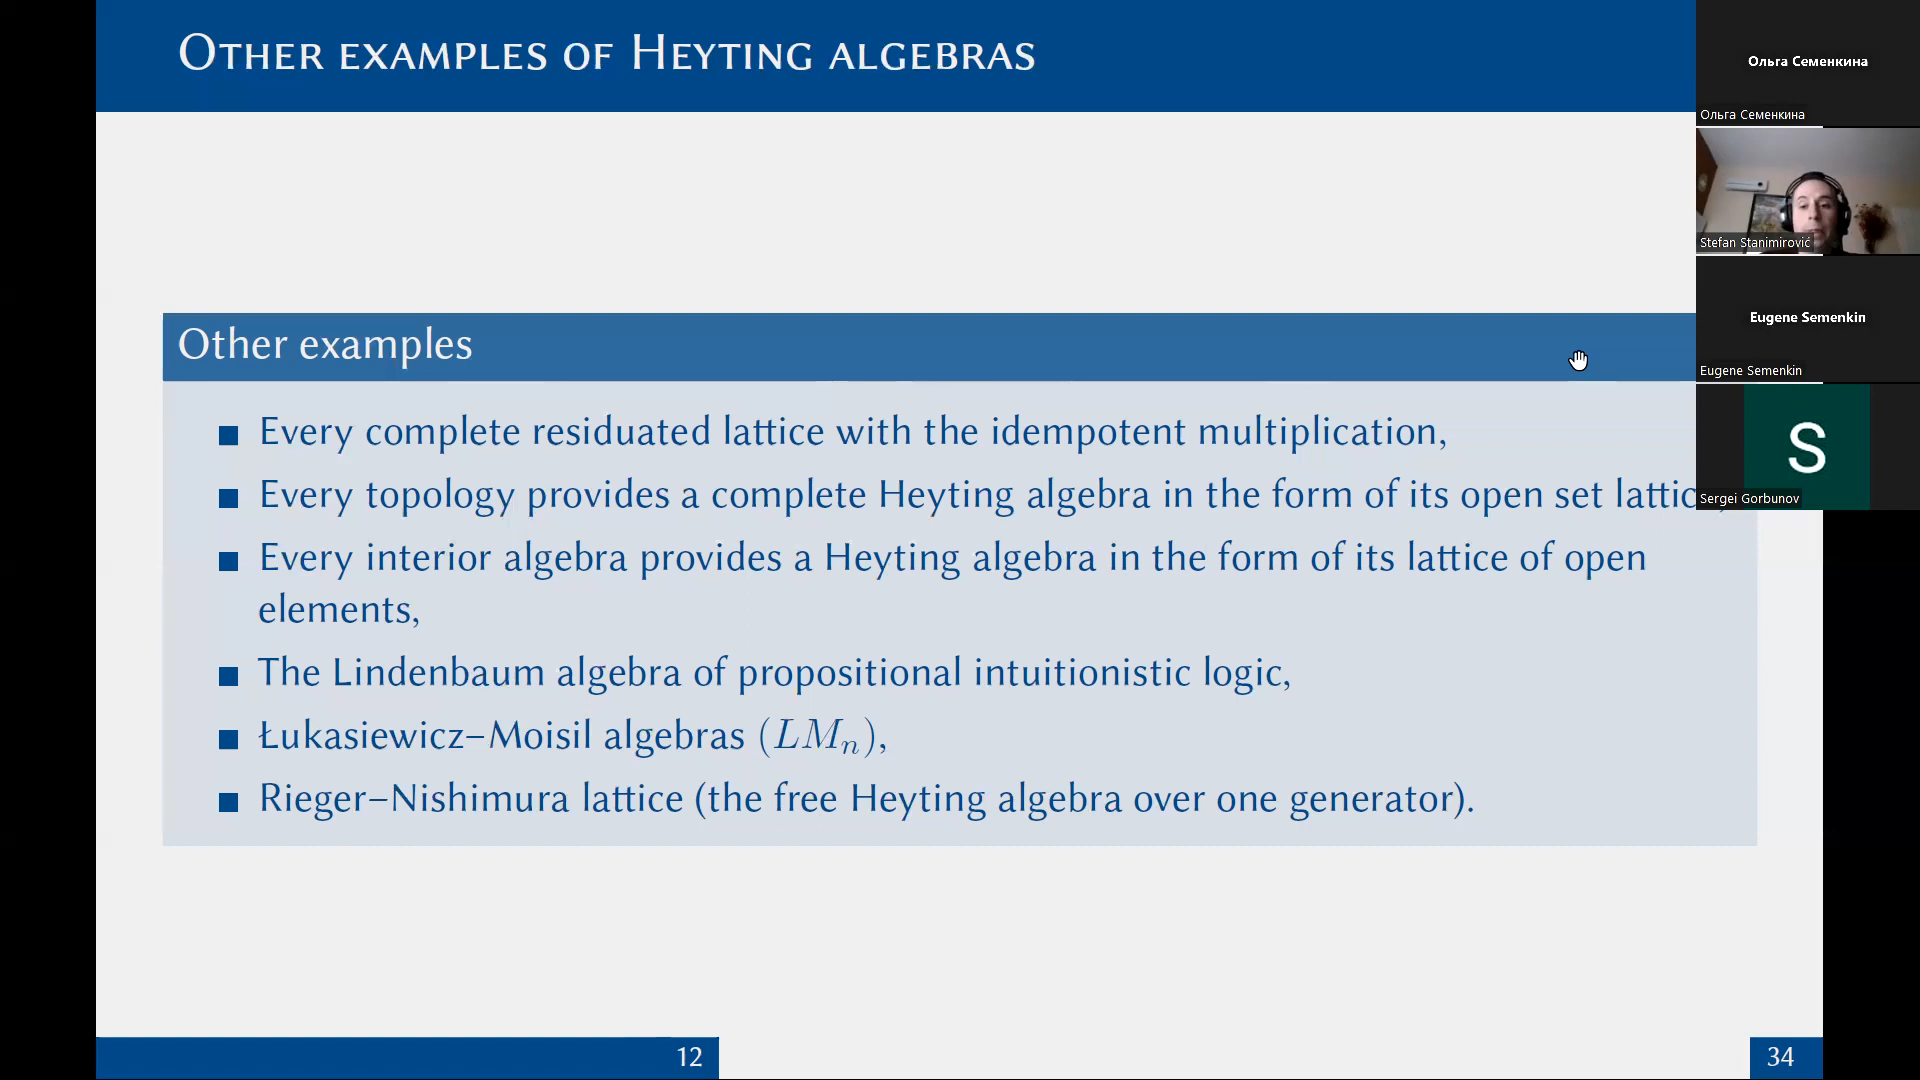 Other examples of Heyting algebras
Other examples
Every complete residuated lattice with the idempotent multiplication,
Every topology provides a complete Heyting algebra in the form of its open set
Every interior algebra provides a Heyting algebra in the form of its lattice of open
elements,
The Lindenbaum algebra of propositional intuitionistic logic,
Łukasiewicz–Moisil algebras (LMₙ),
Rieger–Nishimura lattice (the free Heyting algebra over one generator).
12
34
Ольга Семенкина
Ольга Семенкина
Stefan Stanimirović
Eugene Semenkin
Eugene Semenkin
S
Sergei Gorbunov